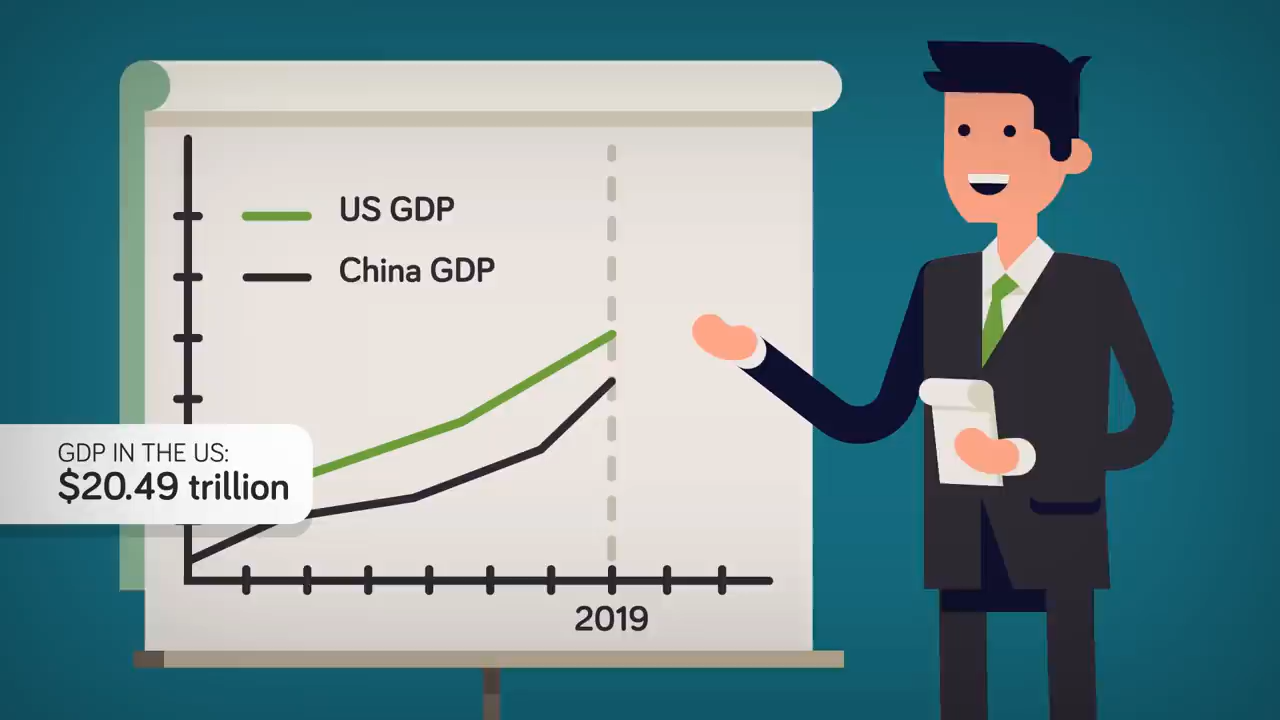 US GDP
China GDP
GDP IN THE US:
$20.49 trillion
2019